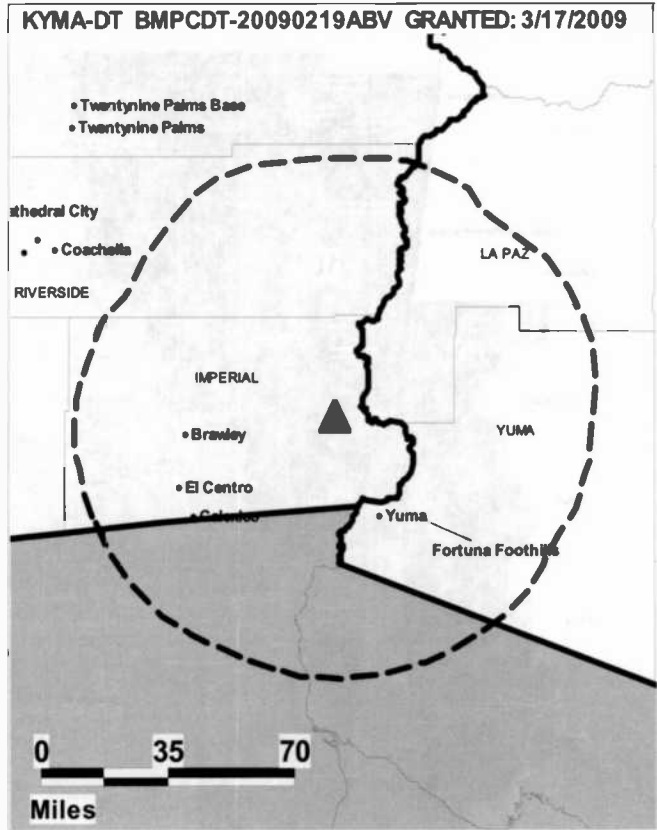 KYMA-DT BMPCDT-20090219ABV GRANTED: 3/17/2009
Twentynine Palms Base
Twentynine Palms
athedral City
Coachella
LA PAZ
RIVERSIDE
IMPERIAL
YUMA
Brawley
El Centro
Calexico
Yuma
Fortuna Foothills
0 35 70
Miles